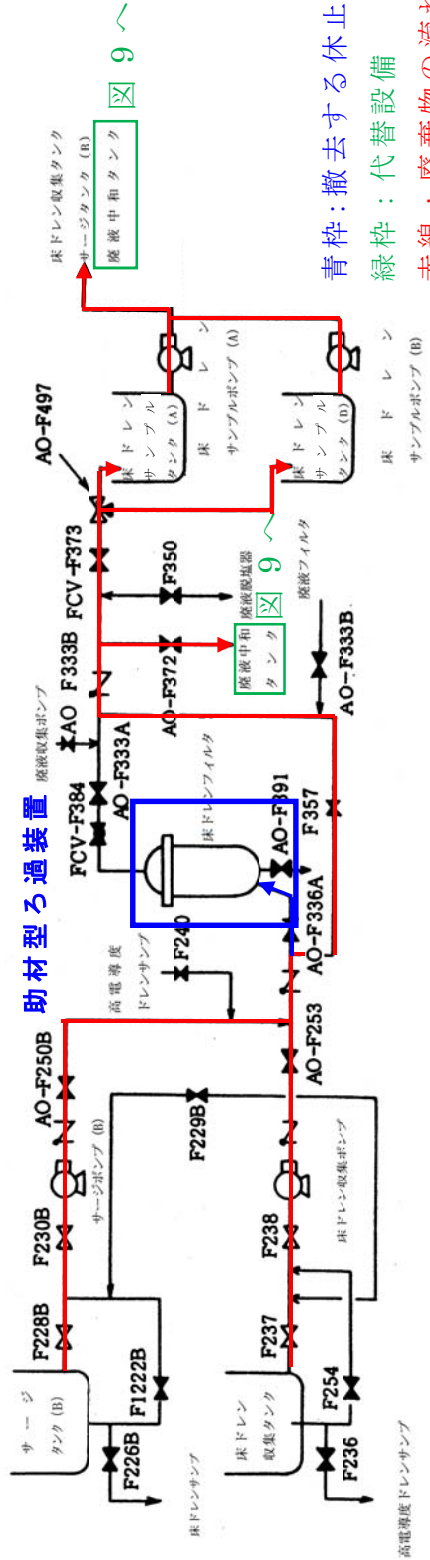 助材型ろ過装置
サージ
タンク (B)
F228B
F230B
AO-F250B
サージポンプ (B)
F226B
F1222B
床ドレンサンプ
F229B
高電導度
ドレンサンプ
F240
床ドレン
収集タンク
F237
F238
床ドレン収集ポンプ
AO-F253
AO-F336A
F236
F254
高電導度ドレンサンプ
FCV-F384
AO-F333A
床ドレンフィルタ
AO-F391
F357
廃液収集ポンプ
AO
F333B
FCV-F373
AO-F497
AO-F372
F350
廃液脱塩器
廃液中和
タンク
図 9 へ
廃液フィルタ
AO-F333B
床ドレン
サンプル
タンク (A)
床ドレン
サンプルポンプ (A)
床ドレン
サンプル
タンク (B)
床ドレン
サンプルポンプ (B)
床ドレン収集タンク
サージタンク (B)
廃液中和タンク
図 9 へ
青枠：撤去する休止
緑枠：代替設備
赤線：廃棄物の流れ